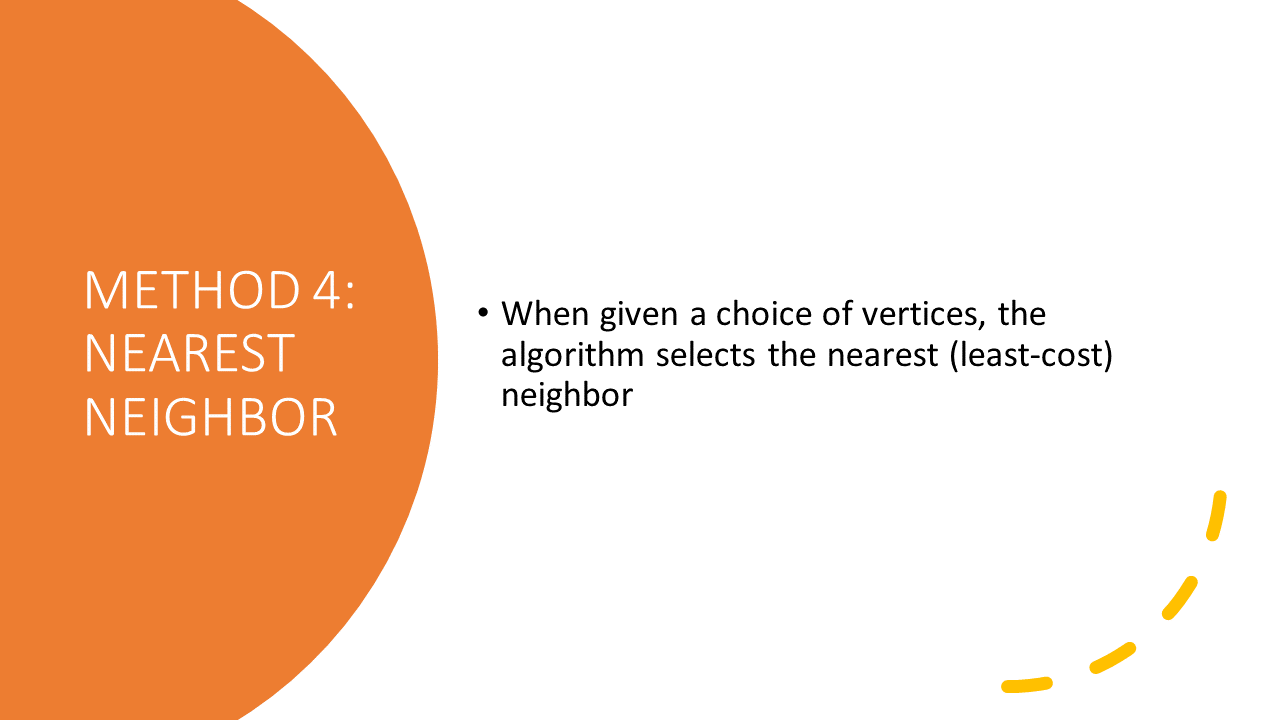 METHOD 4:
NEAREST
NEIGHBOR
• When given a choice of vertices, the
algorithm selects the nearest (least-cost)
neighbor